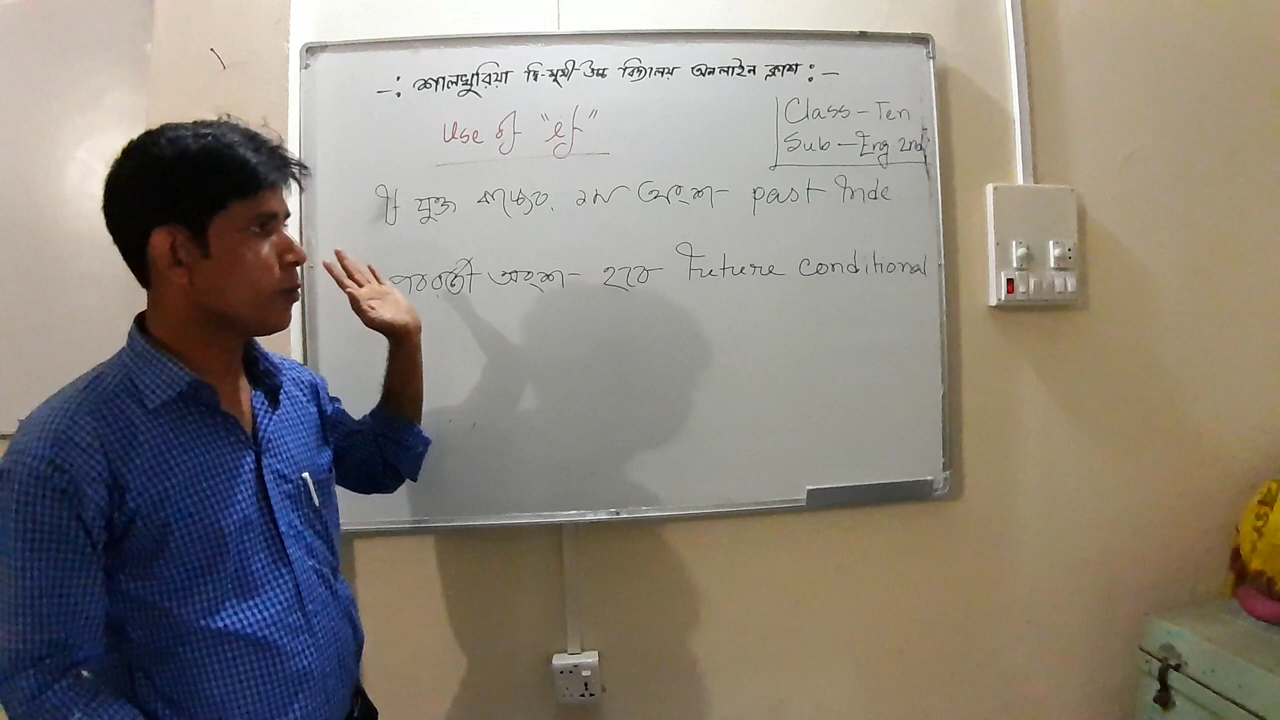 -: শালঘুরিয়া দ্বি-মুখী উচ্চ বিদ্যালয় অনলাইন ক্লাশ :-
Use of "if"
Class - Ten
Sub - Eng 2nd
If যুক্ত বাক্যের ১ম অংশ - past Inde
পরবর্তী অংশ - হবে future conditional